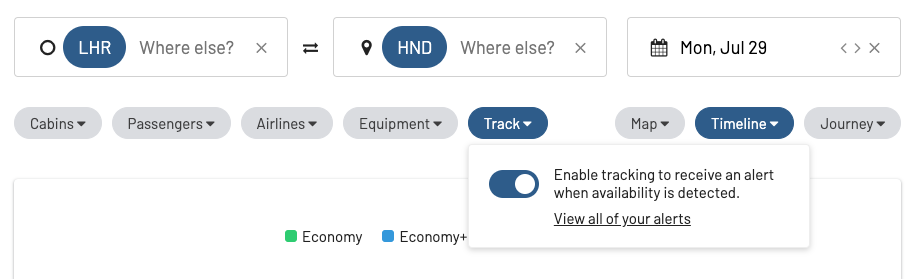 LHR Where else? HND Where else? Mon, Jul 29
Cabins Passengers Airlines Equipment Track Map Timeline Journey
Enable tracking to receive an alert
when availability is detected.
View all of your alerts
Economy Economy+